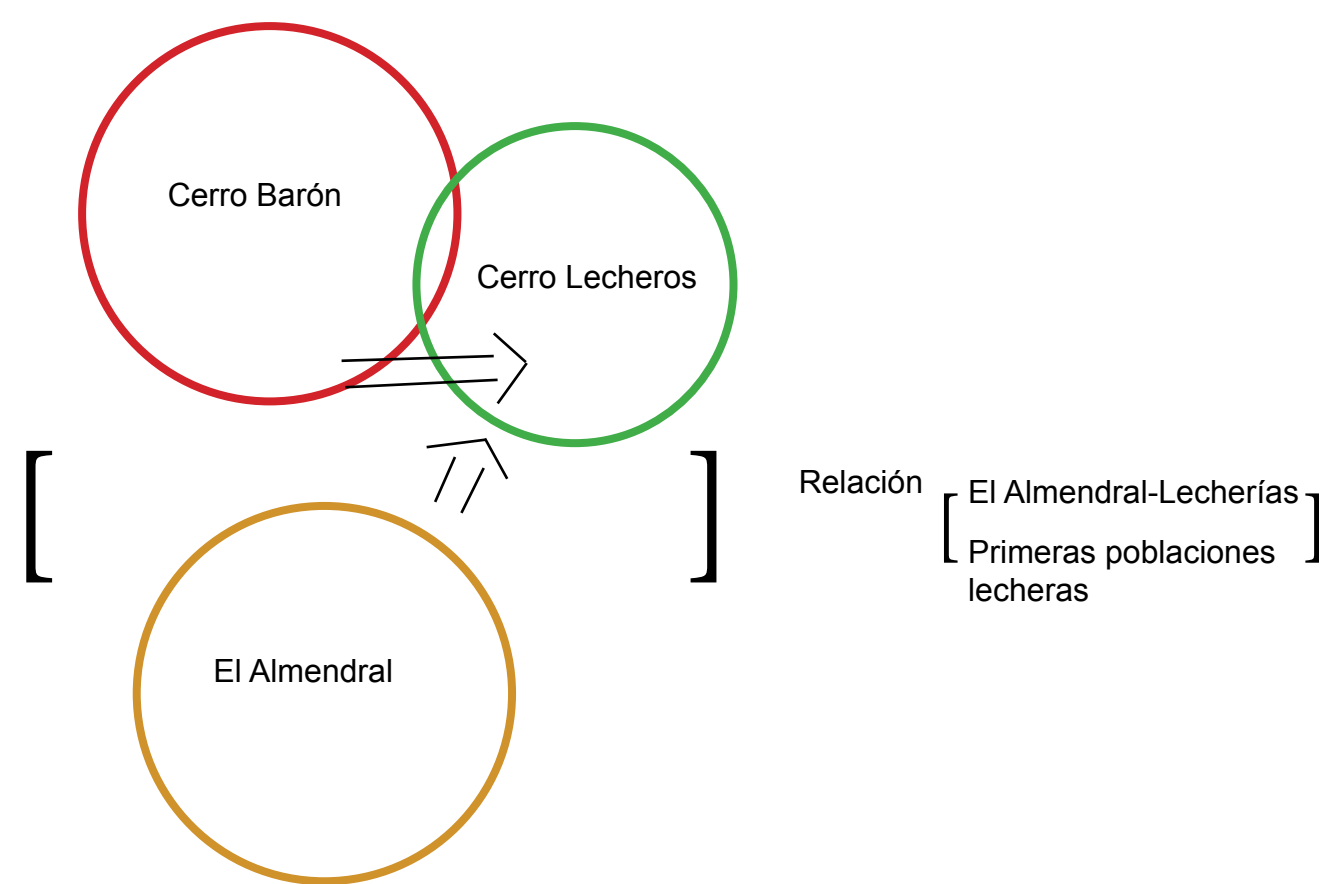 Cerro Barón
Cerro Lecheros
El Almendral
Relación
El Almendral-Lecherías
Primeras poblaciones
lecheras